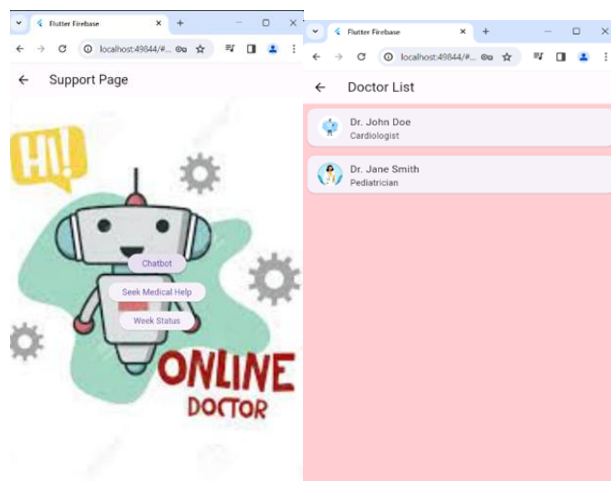 Flutter Firebase
localhost:49844/#...
Support Page
HI!
Chatbot
Seek Medical Help
Week Status
ONLINE
DOCTOR
Flutter Firebase
localhost:49844/#...
Doctor List
Dr. John Doe
Cardiologist
Dr. Jane Smith
Pediatrician